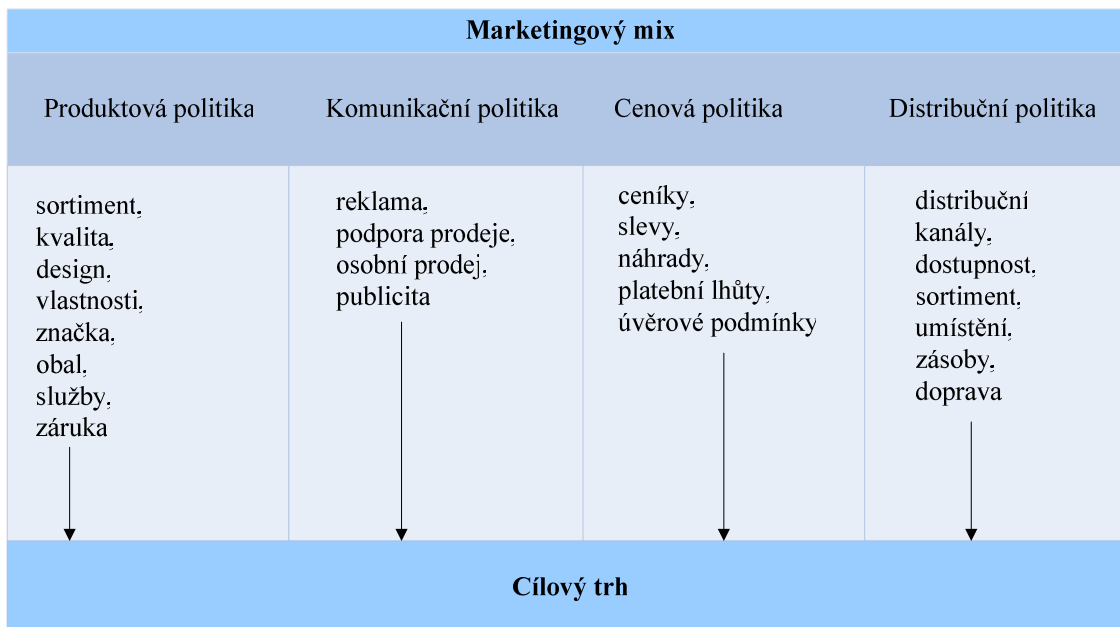 Marketingový mix
Produktová politika
Komunikační politika
Cenová politika
Distribuční politika
sortiment,
kvalita,
design,
vlastnosti,
značka,
obal,
služby,
záruka
reklama,
podpora prodeje,
osobní prodej,
publicita
ceníky,
slevy,
náhrady,
platební lhůty,
úvěrové podmínky
distribuční
kanály,
dostupnost,
sortiment,
umístění,
zásoby,
doprava
Cílový trh